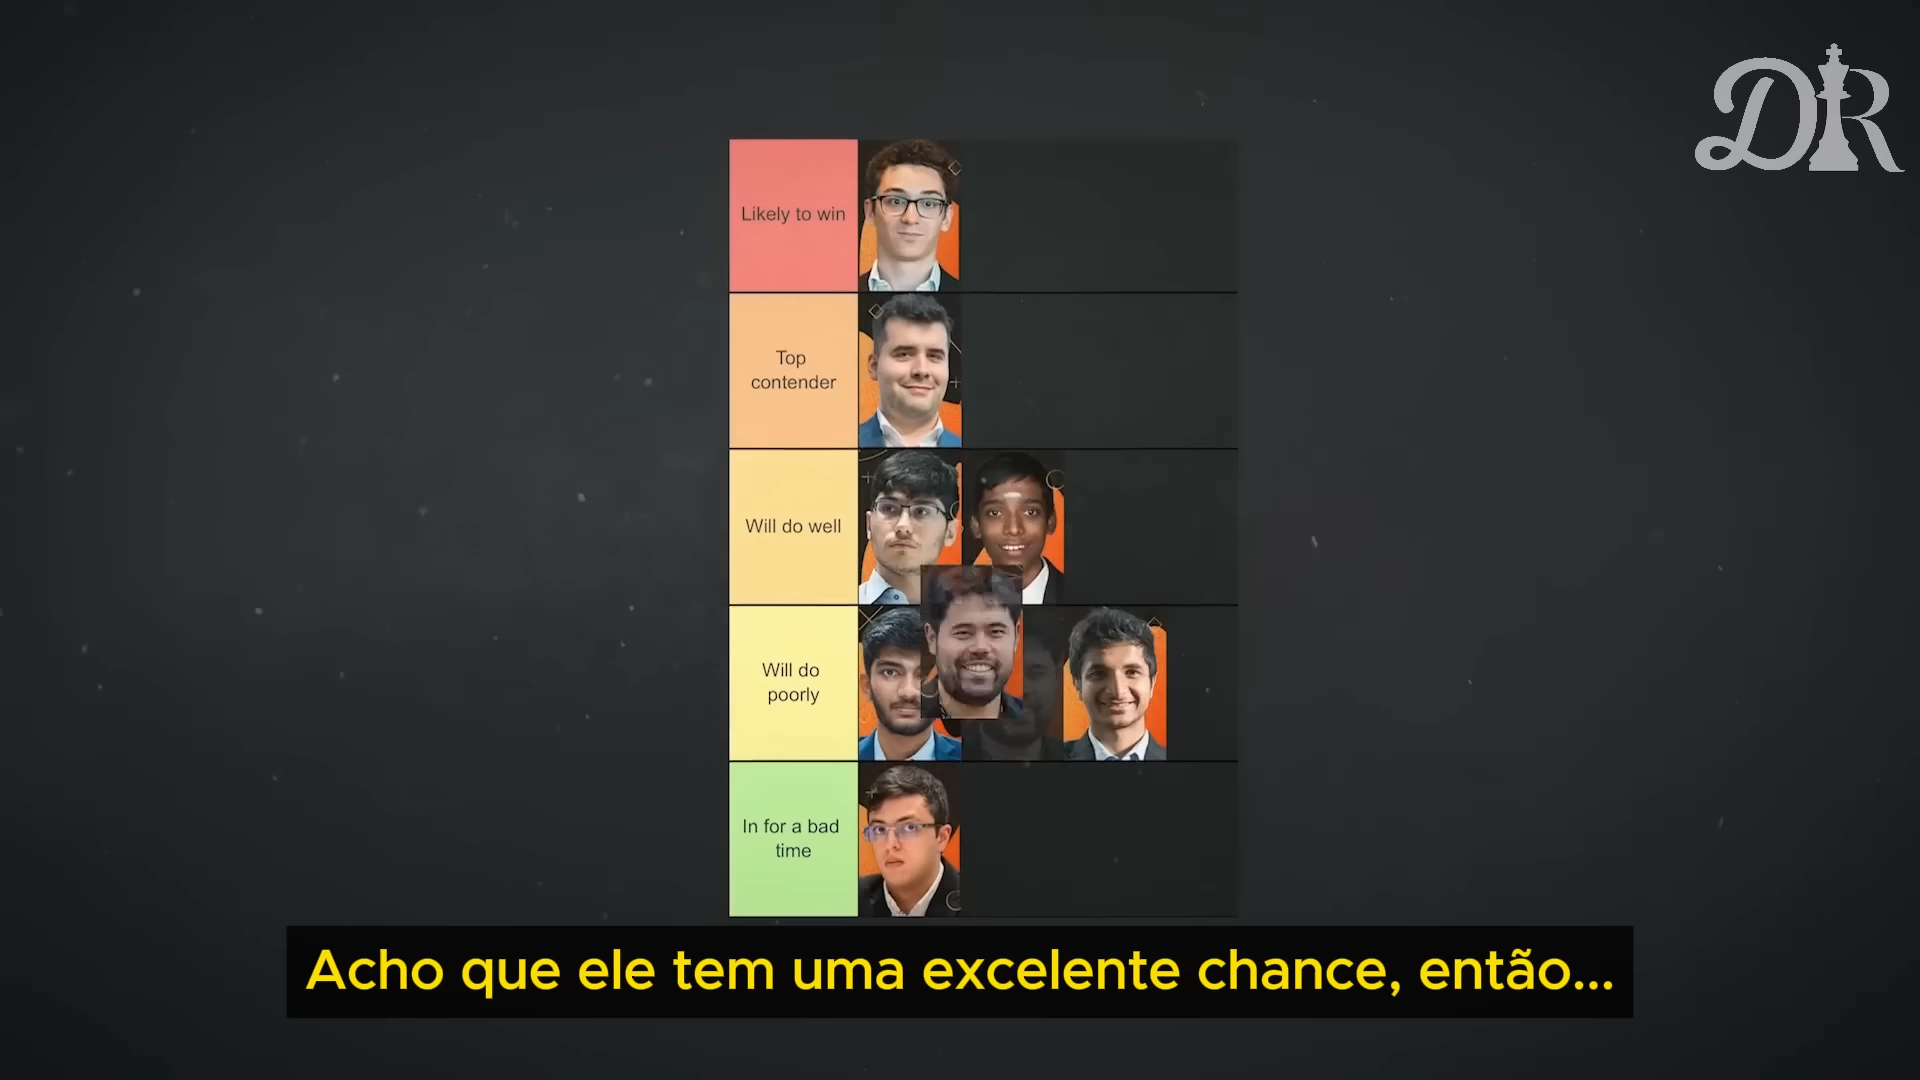 DR
Likely to win
Top
contender
Will do well
Will do
poorly
In for a bad
time
Acho que ele tem uma excelente chance, então...